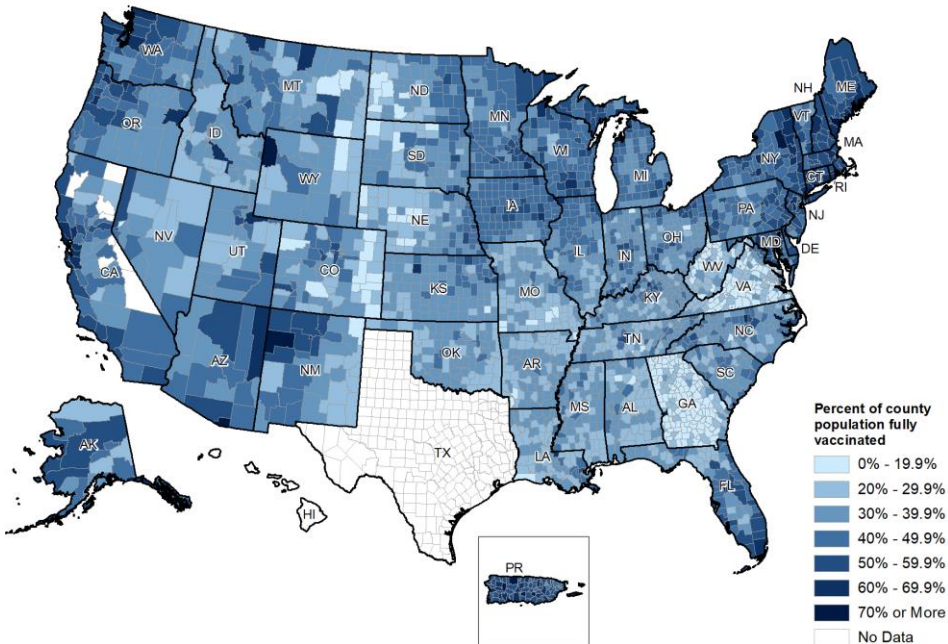 WA
MT
ND
MN
OR
ID
SD
WI
MI
NH
VT
ME
NY
MA
CT
RI
WY
NE
IA
PA
NJ
NV
UT
CO
IL
IN
OH
MD
DE
CA
KS
MO
WV
VA
KY
AZ
NM
OK
AR
TN
NC
SC
MS
AL
GA
TX
LA
AK
HI
FL
PR
Percent of county
population fully
vaccinated
0% - 19.9%
20% - 29.9%
30% - 39.9%
40% - 49.9%
50% - 59.9%
60% - 69.9%
70% or More
No Data